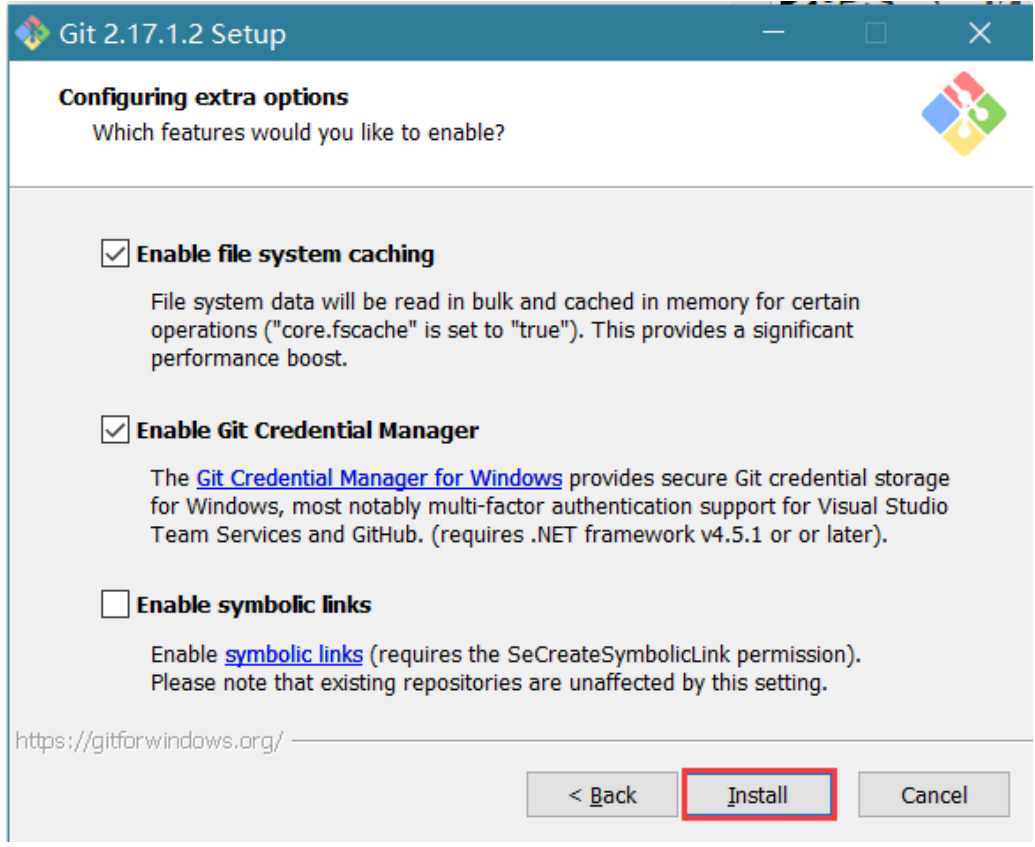 Git 2.17.1.2 Setup
Configuring extra options
Which features would you like to enable?
Enable file system caching
File system data will be read in bulk and cached in memory for certain
operations ("core.fscache" is set to "true"). This provides a significant
performance boost.
Enable Git Credential Manager
The Git Credential Manager for Windows provides secure Git credential storage
for Windows, most notably multi-factor authentication support for Visual Studio
Team Services and GitHub. (requires .NET framework v4.5.1 or or later).
Enable symbolic links
Enable symbolic links (requires the SeCreateSymbolicLink permission).
Please note that existing repositories are unaffected by this setting.
https://gitforwindows.org/
< Back Install Cancel